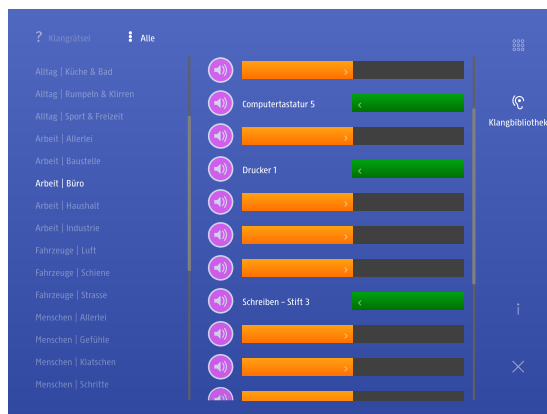 ? Klangrätsel
Alle
Alltag | Küche & Bad
Alltag | Rumpeln & Klirren
Alltag | Sport & Freizeit
Arbeit | Allerlei
Arbeit | Baustelle
Arbeit | Büro
Arbeit | Haushalt
Arbeit | Industrie
Fahrzeuge | Luft
Fahrzeuge | Schiene
Fahrzeuge | Strasse
Menschen | Allerlei
Menschen | Gefühle
Menschen | Klatschen
Menschen | Schritte
Computertastatur 5
Drucker 1
Schreiben – Stift 3
Klangbibliothek
i